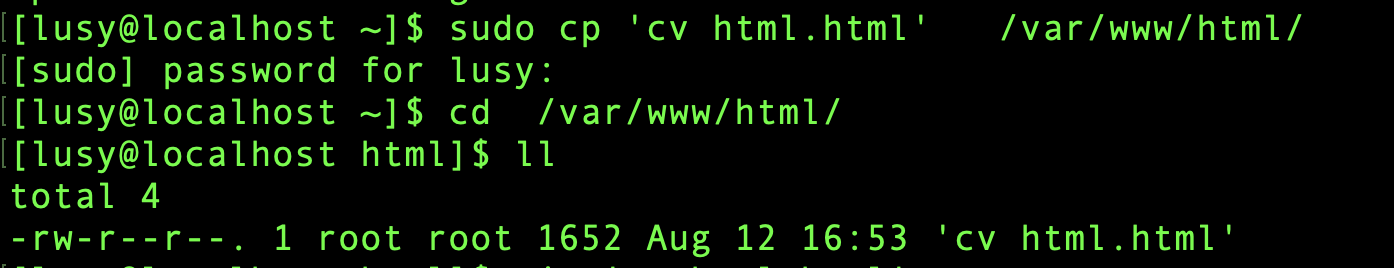 [[lusy@localhost ~]$ sudo cp 'cv html.html'   /var/www/html/
[[sudo] password for lusy:
[[lusy@localhost ~]$ cd  /var/www/html/
[[lusy@localhost html]$ ll
total 4
-rw-r--r--. 1 root root 1652 Aug 12 16:53 'cv html.html'